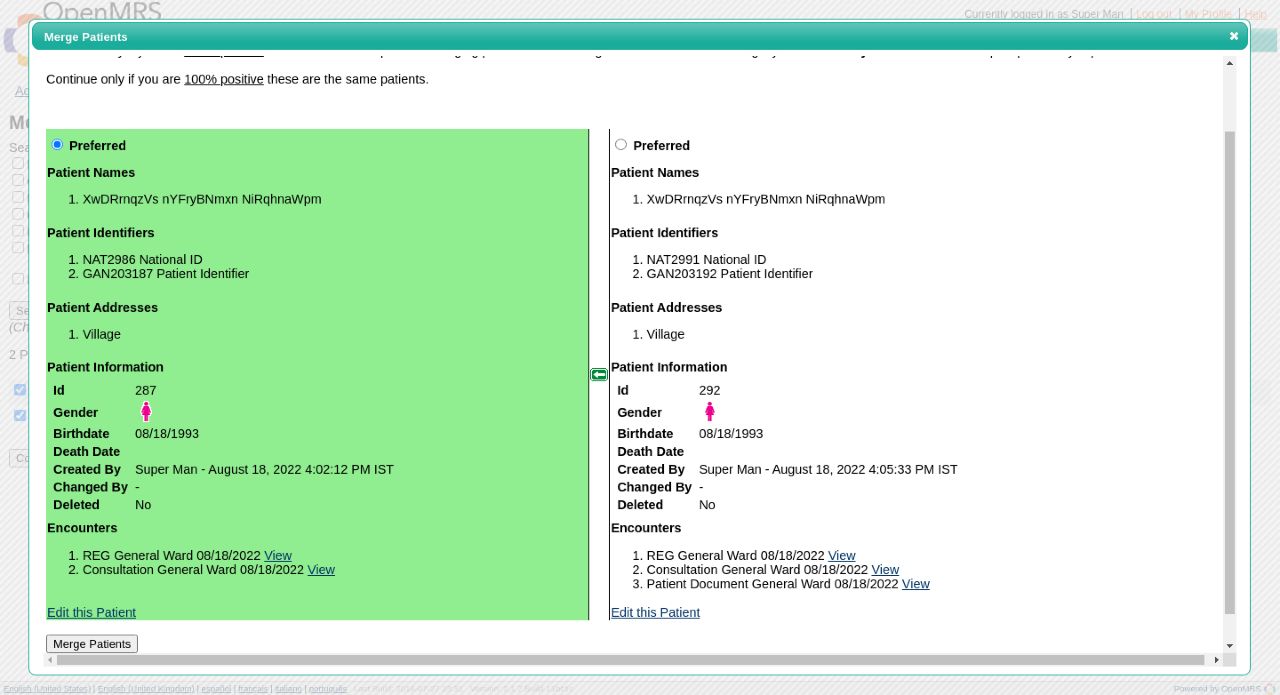 OpenMRS
Currently logged in as Super Man | Log out | My Profile | Help
Merge Patients
Continue only if you are 100% positive these are the same patients.
Preferred
Patient Names
1. XwDRrnqzVs nYFryBNmxn NiRqhnaWpm
Patient Identifiers
1. NAT2986 National ID
2. GAN203187 Patient Identifier
Patient Addresses
1. Village
Patient Information
Id 287
Gender
Birthdate 08/18/1993
Death Date
Created By Super Man - August 18, 2022 4:02:12 PM IST
Changed By -
Deleted No
Encounters
1. REG General Ward 08/18/2022 View
2. Consultation General Ward 08/18/2022 View
Edit this Patient
Preferred
Patient Names
1. XwDRrnqzVs nYFryBNmxn NiRqhnaWpm
Patient Identifiers
1. NAT2991 National ID
2. GAN203192 Patient Identifier
Patient Addresses
1. Village
Patient Information
Id 292
Gender
Birthdate 08/18/1993
Death Date
Created By Super Man - August 18, 2022 4:05:33 PM IST
Changed By -
Deleted No
Encounters
1. REG General Ward 08/18/2022 View
2. Consultation General Ward 08/18/2022 View
3. Patient Document General Ward 08/18/2022 View
Edit this Patient
Merge Patients
English (United States) | English (United Kingdom) | español | français | italiano | português
Powered by OpenMRS